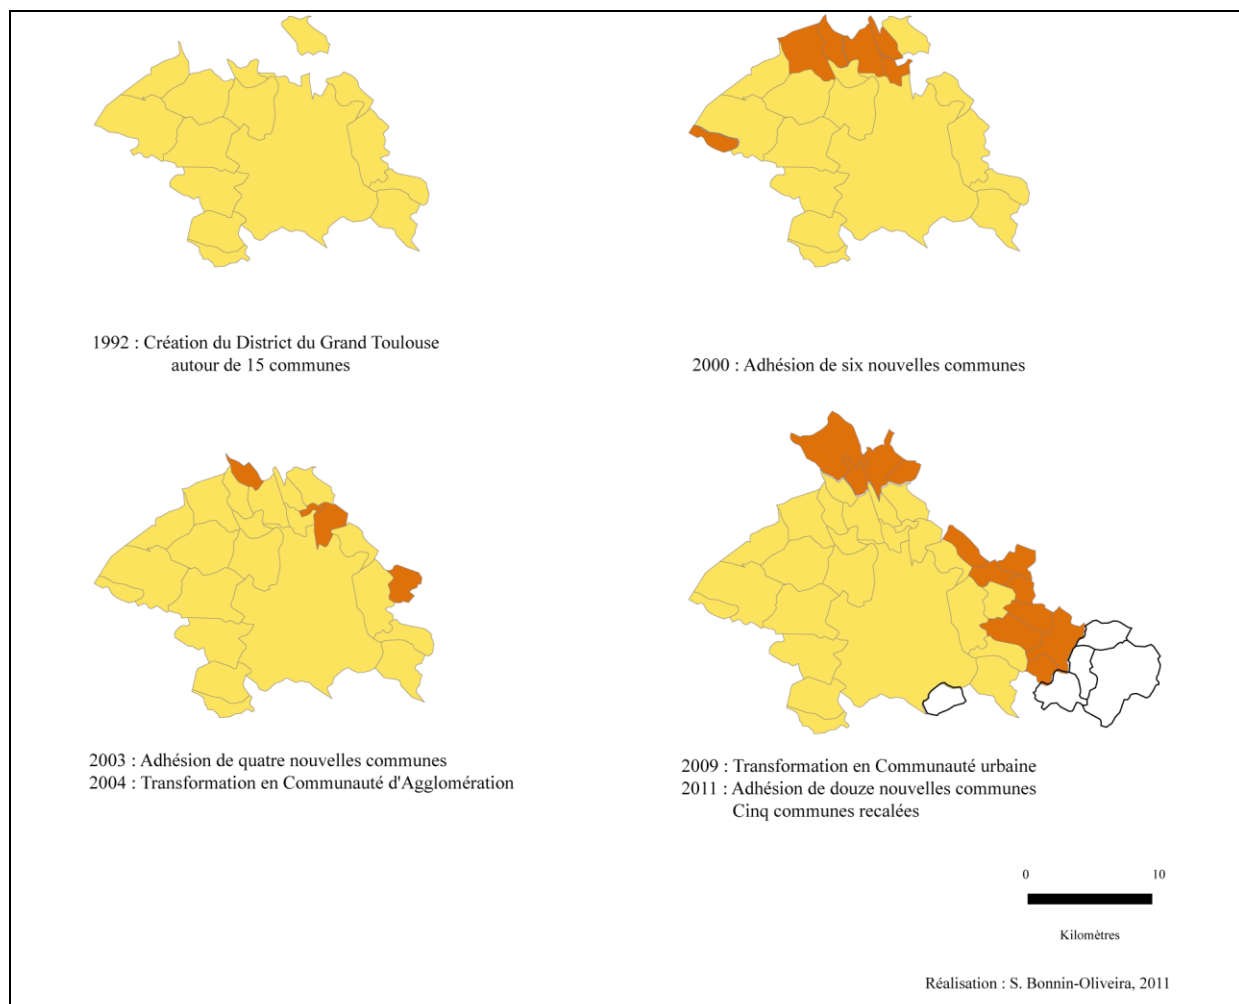 1992 : Création du District du Grand Toulouse
autour de 15 communes
2000 : Adhésion de six nouvelles communes
2003 : Adhésion de quatre nouvelles communes
2004 : Transformation en Communauté d'Agglomération
2009 : Transformation en Communauté urbaine
2011 : Adhésion de douze nouvelles communes
Cinq communes recalées
0 10
Kilomètres
Réalisation : S. Bonnin-Oliveira, 2011